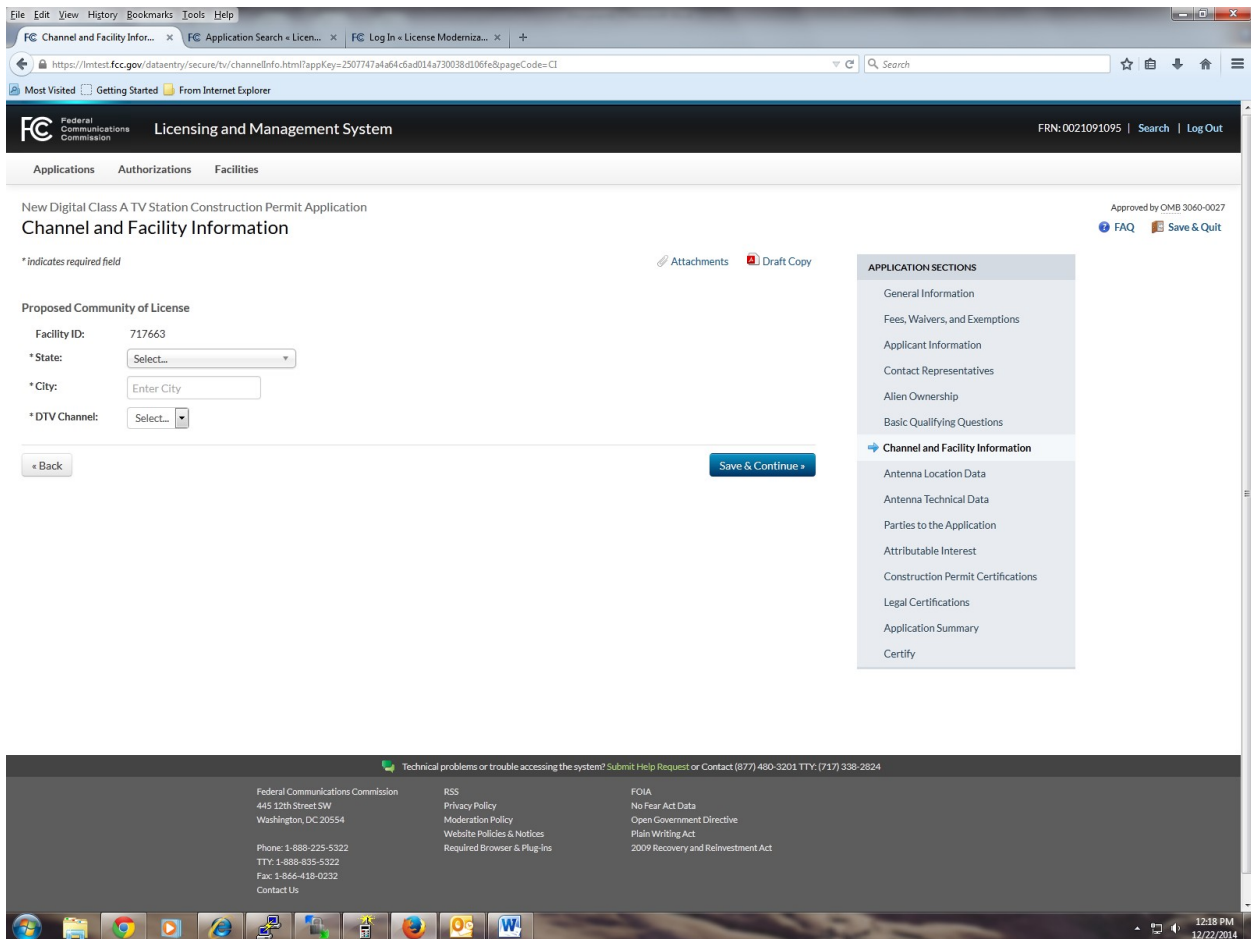 File Edit View History Bookmarks Tools Help
FC Channel and Facility Infor... × FC Application Search « Licen... × FC Log In « License Moderniza... × +
https://lmtest.fcc.gov/dataentry/secure/tv/channelInfo.html?appKey=2507747a4a64c6ad014a730038d106fe&pageCode=CI Search
Most Visited Getting Started From Internet Explorer
FC Federal Communications Commission Licensing and Management System FRN: 0021091095 | Search | Log Out
Applications Authorizations Facilities
New Digital Class A TV Station Construction Permit Application Approved by OMB 3060-0027
Channel and Facility Information FAQ Save & Quit
* indicates required field Attachments Draft Copy
Proposed Community of License
Facility ID: 717663
* State: Select...
* City: Enter City
* DTV Channel: Select...
« Back Save & Continue »
APPLICATION SECTIONS
General Information
Fees, Waivers, and Exemptions
Applicant Information
Contact Representatives
Alien Ownership
Basic Qualifying Questions
Channel and Facility Information
Antenna Location Data
Antenna Technical Data
Parties to the Application
Attributable Interest
Construction Permit Certifications
Legal Certifications
Application Summary
Certify
Technical problems or trouble accessing the system? Submit Help Request or Contact (877) 480-3201 TTY: (717) 338-2824
Federal Communications Commission
445 12th Street SW
Washington, DC 20554
Phone: 1-888-225-5322
TTY: 1-888-835-5322
Fax: 1-866-418-0232
Contact Us
RSS
Privacy Policy
Moderation Policy
Website Policies & Notices
Required Browser & Plug-ins
FOIA
No Fear Act Data
Open Government Directive
Plain Writing Act
2009 Recovery and Reinvestment Act
12:18 PM
12/22/2014